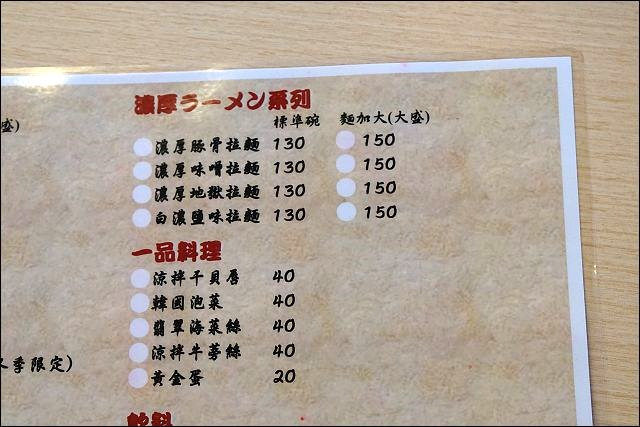 濃厚ラーメン系列
標準碗 麵加大(大盛)
盛)
濃厚豚骨拉麵 130 150
濃厚味噌拉麵 130 150
濃厚地獄拉麵 130 150
白濃鹽味拉麵 130 150
一品料理
涼拌干貝唇 40
韓國泡菜 40
翡翠海菜絲 40
涼拌牛蒡絲 40
冬季限定)
黃金蛋 20
飲料